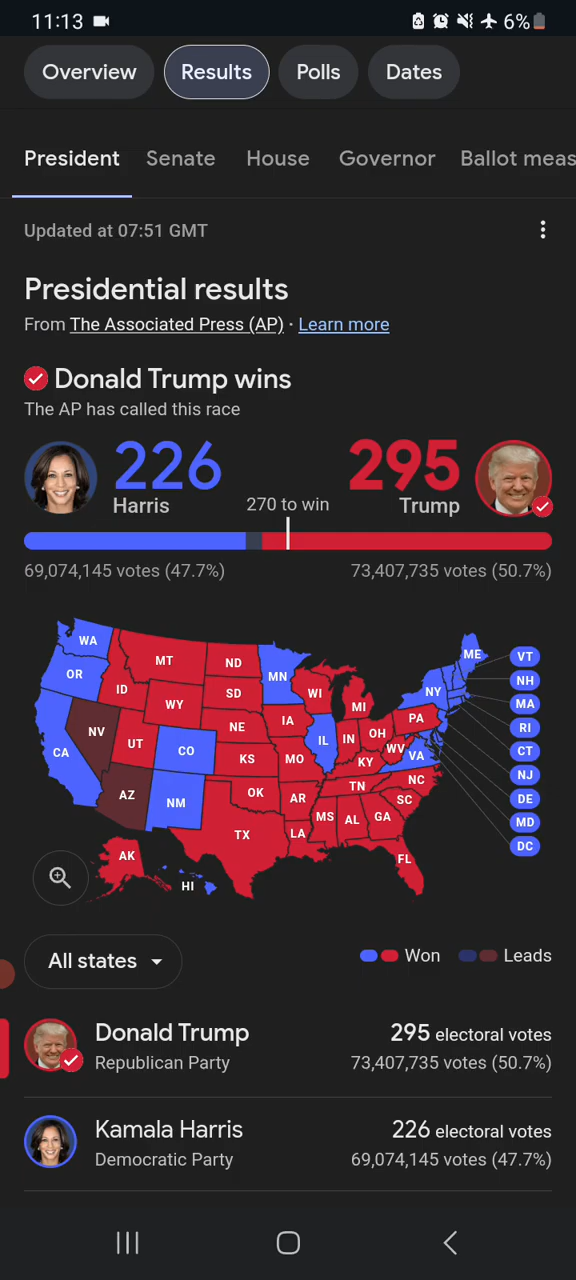 11:13 6%
Overview Results Polls Dates
President Senate House Governor Ballot meas
Updated at 07:51 GMT
Presidential results
From The Associated Press (AP) · Learn more
Donald Trump wins
The AP has called this race
226 295
Harris 270 to win Trump
69,074,145 votes (47.7%) 73,407,735 votes (50.7%)
WA MT ND MN ME VT
OR ID SD WI NH
WY MI NY MA
NV NE IA PA RI
CA UT CO IL IN OH CT
KS MO KY WV VA NJ
AZ NM OK AR TN NC DE
TX LA MS AL GA SC MD
AK HI FL DC
All states Won Leads
Donald Trump 295 electoral votes
Republican Party 73,407,735 votes (50.7%)
Kamala Harris 226 electoral votes
Democratic Party 69,074,145 votes (47.7%)